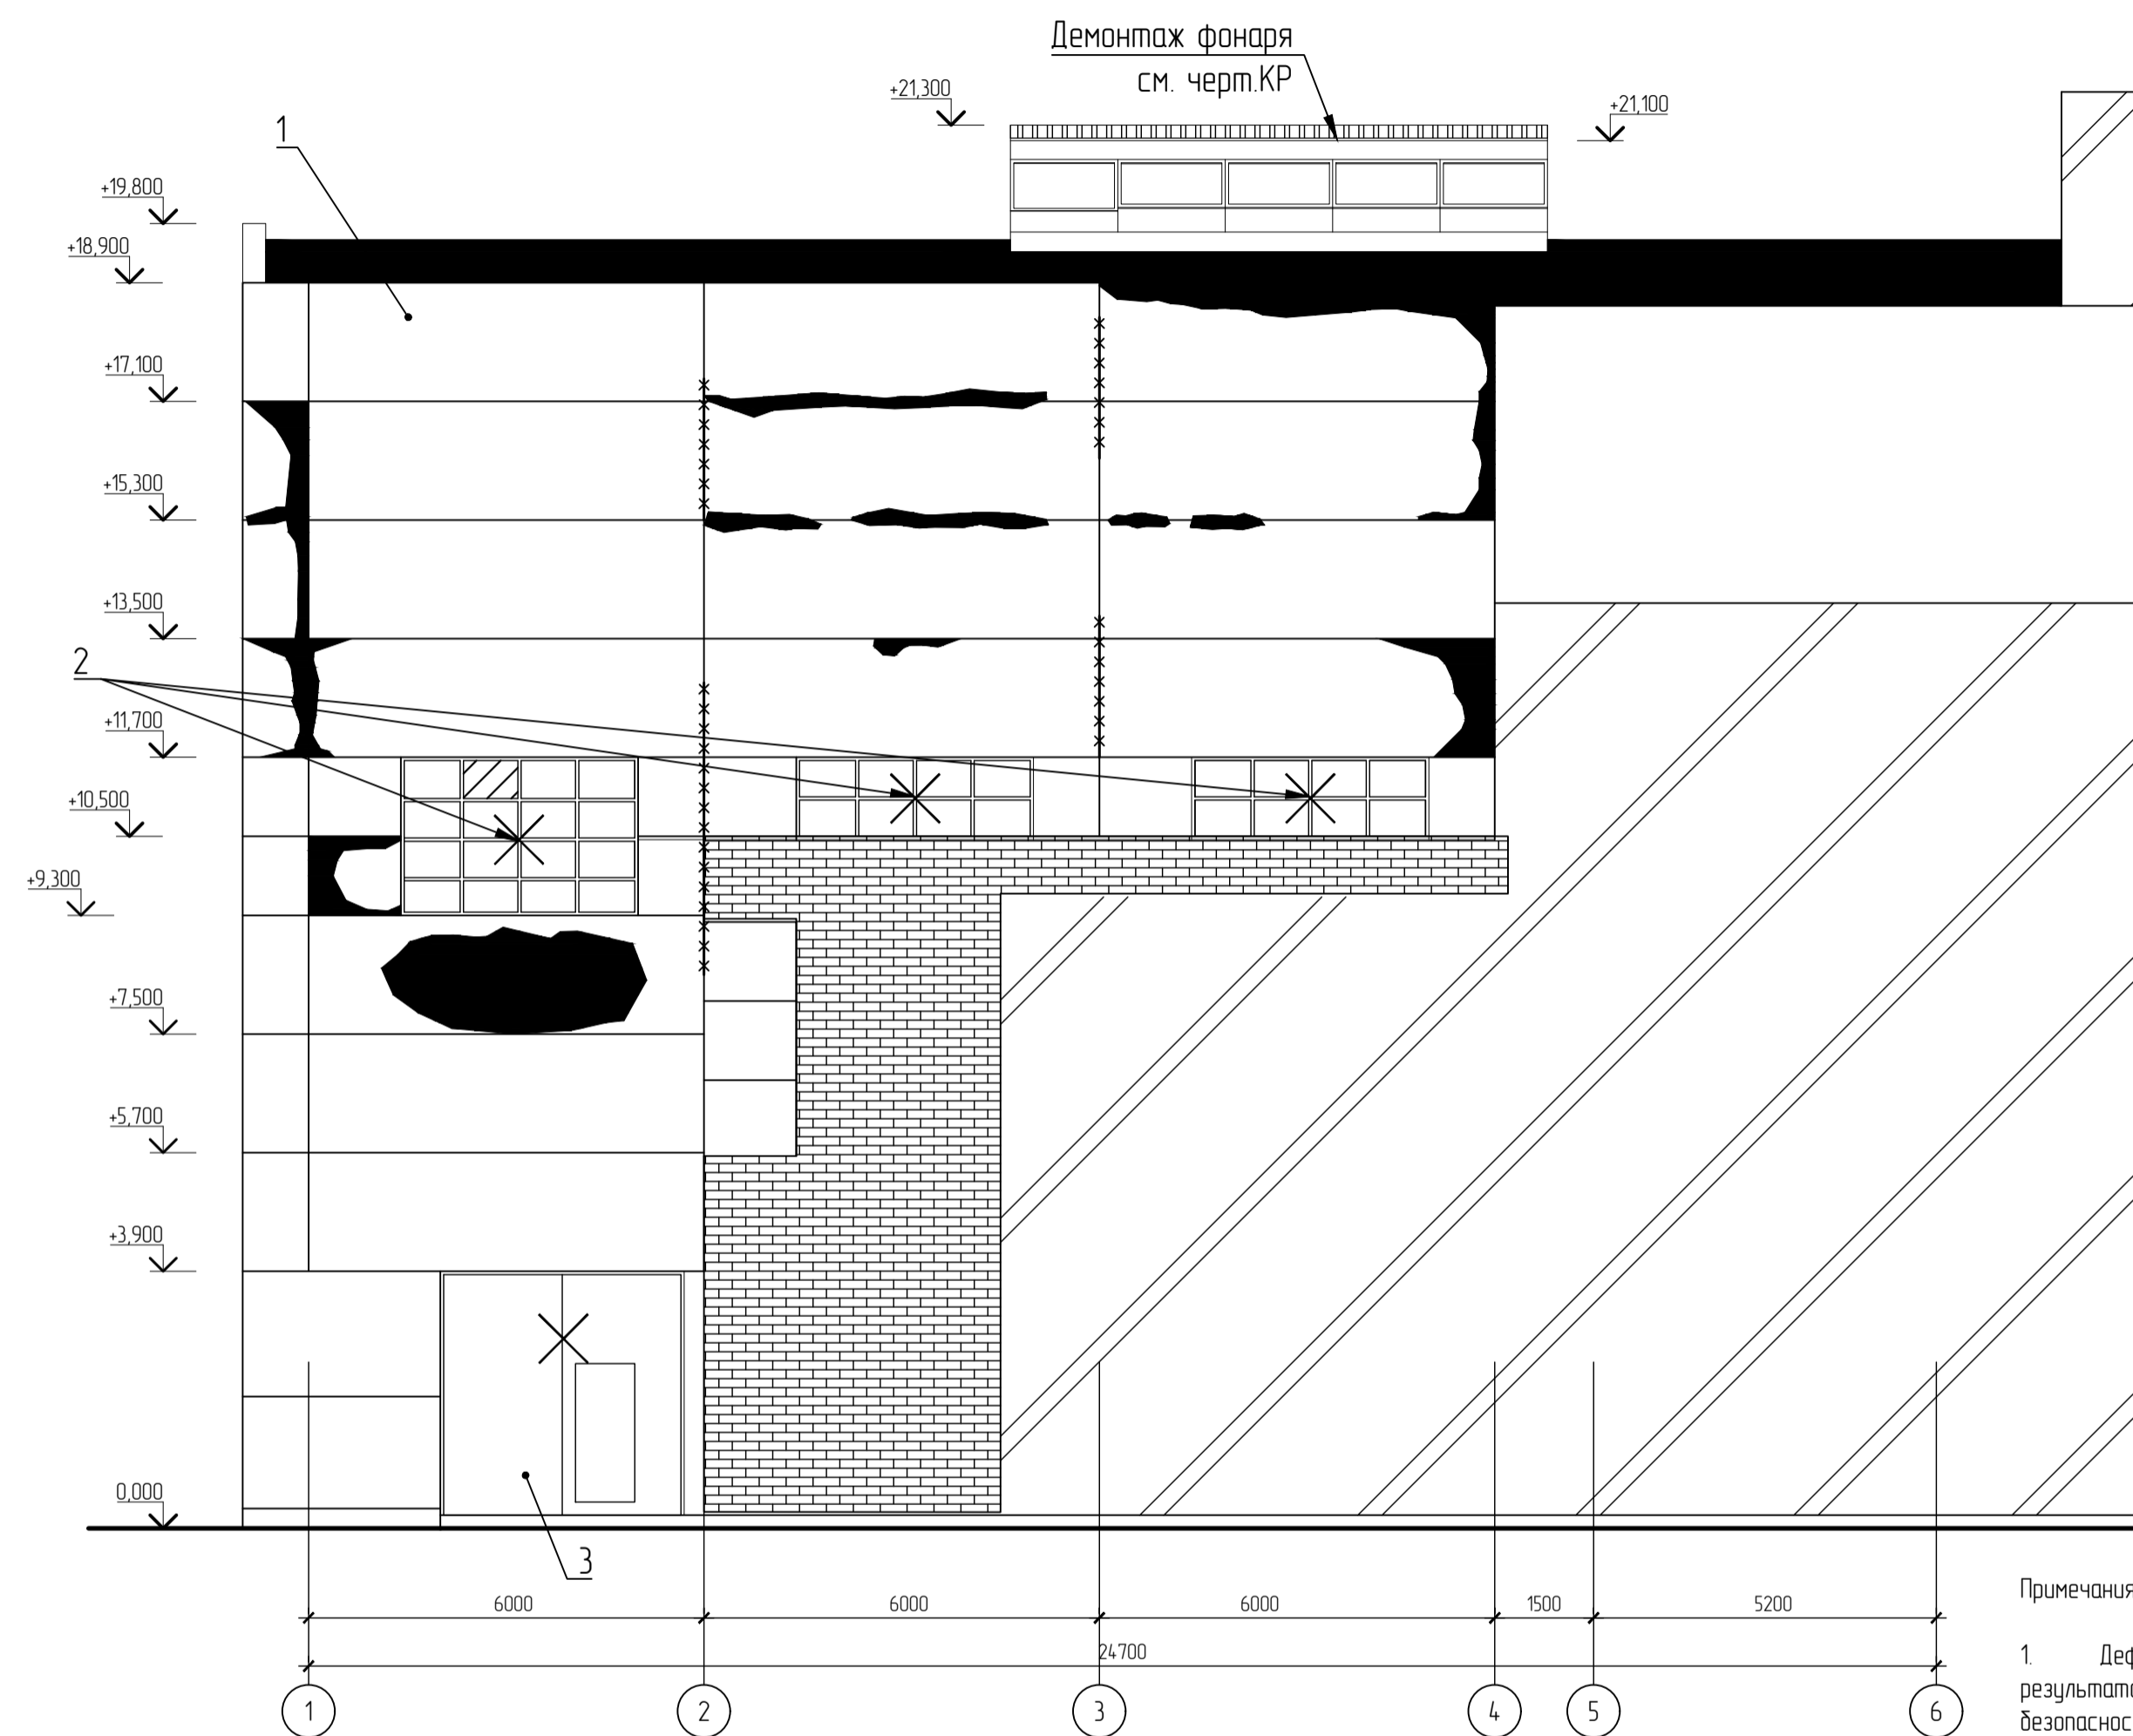 Демонтаж фонаря
см. черт.КР
+21,300
+21,100
1
+19,800
+18,900
+17,100
+15,300
+13,500
2
+11,700
+10,500
+9,300
+7,500
+5,700
+3,900
0,000
3
6000 6000 6000 1500 5200
24700
1 2 3 4 5 6
Примечания
1. Деф
результат
безопаснос